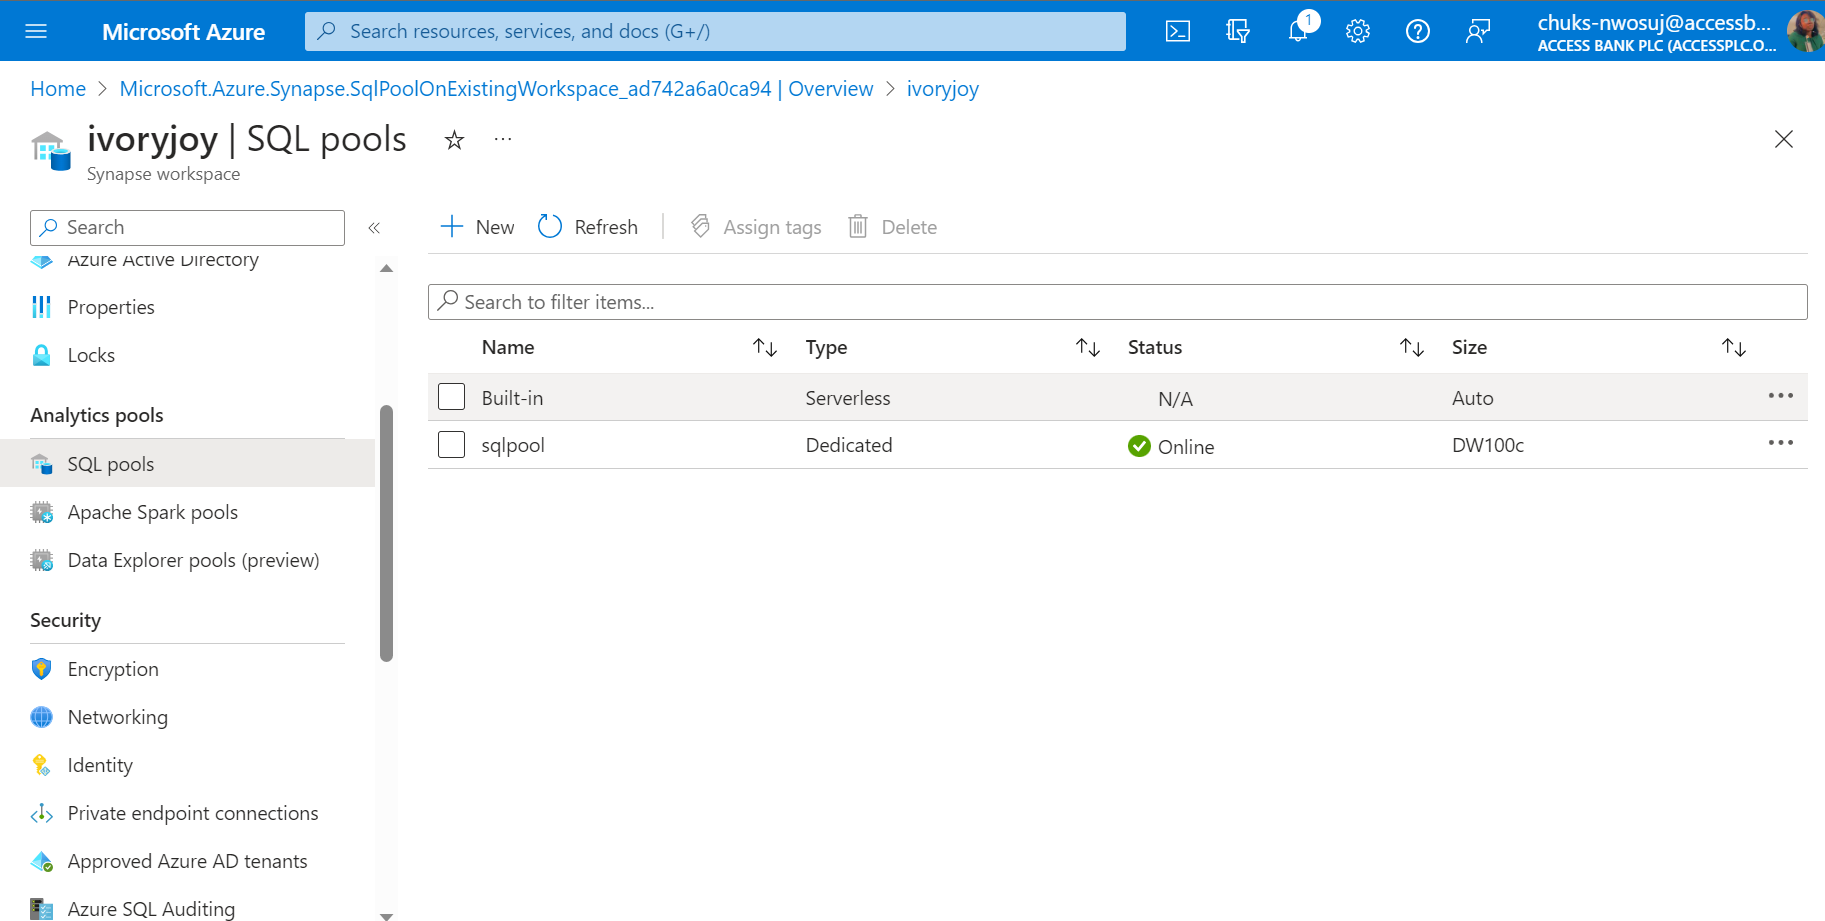 Microsoft Azure
Search resources, services, and docs (G+/)
1
chuks-nwosuj@accessb...
ACCESS BANK PLC (ACCESSPLC.O...
Home > Microsoft.Azure.Synapse.SqlPoolOnExistingWorkspace_ad742a6a0ca94 | Overview > ivoryjoy
ivoryjoy | SQL pools
Synapse workspace
Search
Azure Active Directory
Properties
Locks
Analytics pools
SQL pools
Apache Spark pools
Data Explorer pools (preview)
Security
Encryption
Networking
Identity
Private endpoint connections
Approved Azure AD tenants
Azure SQL Auditing
New Refresh Assign tags Delete
Search to filter items...
Name Type Status Size
Built-in Serverless N/A Auto
sqlpool Dedicated Online DW100c